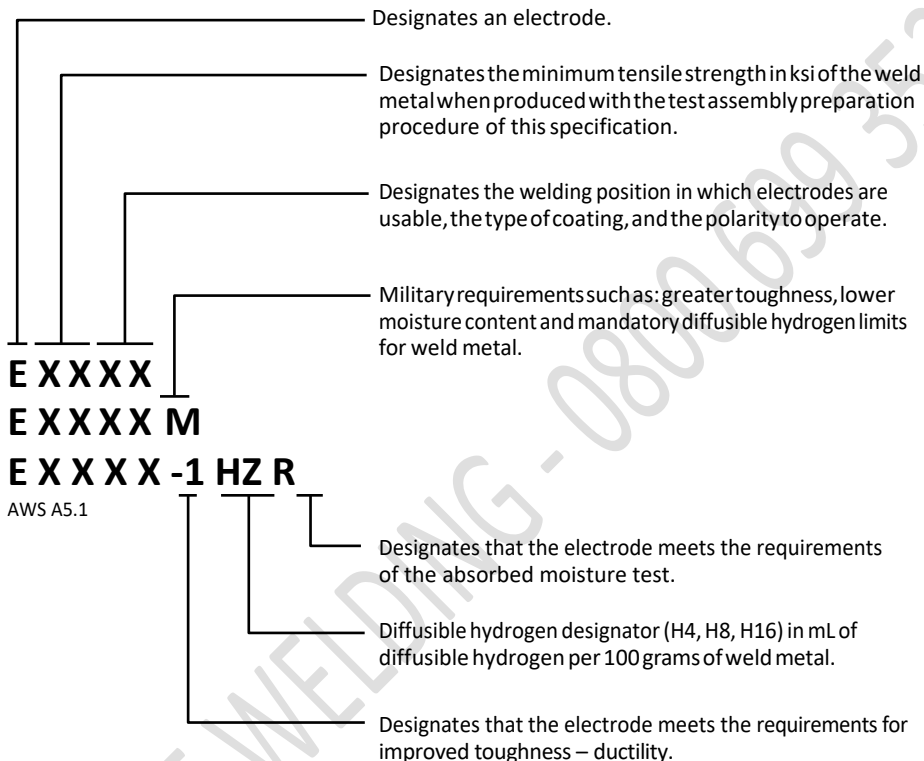 Designates an electrode.
Designates the minimum tensile strength in ksi of the weld
metal when produced with the test assembly preparation
procedure of this specification.
Designates the welding position in which electrodes are
usable, the type of coating, and the polarity to operate.
Military requirements such as: greater toughness, lower
moisture content and mandatory diffusible hydrogen limits
for weld metal.
E X X X X
E X X X X M
E X X X X -1 HZ R
AWS A5.1
Designates that the electrode meets the requirements
of the absorbed moisture test.
Diffusible hydrogen designator (H4, H8, H16) in mL of
diffusible hydrogen per 100 grams of weld metal.
Designates that the electrode meets the requirements for
improved toughness – ductility.
WELDING - 0800 699 35